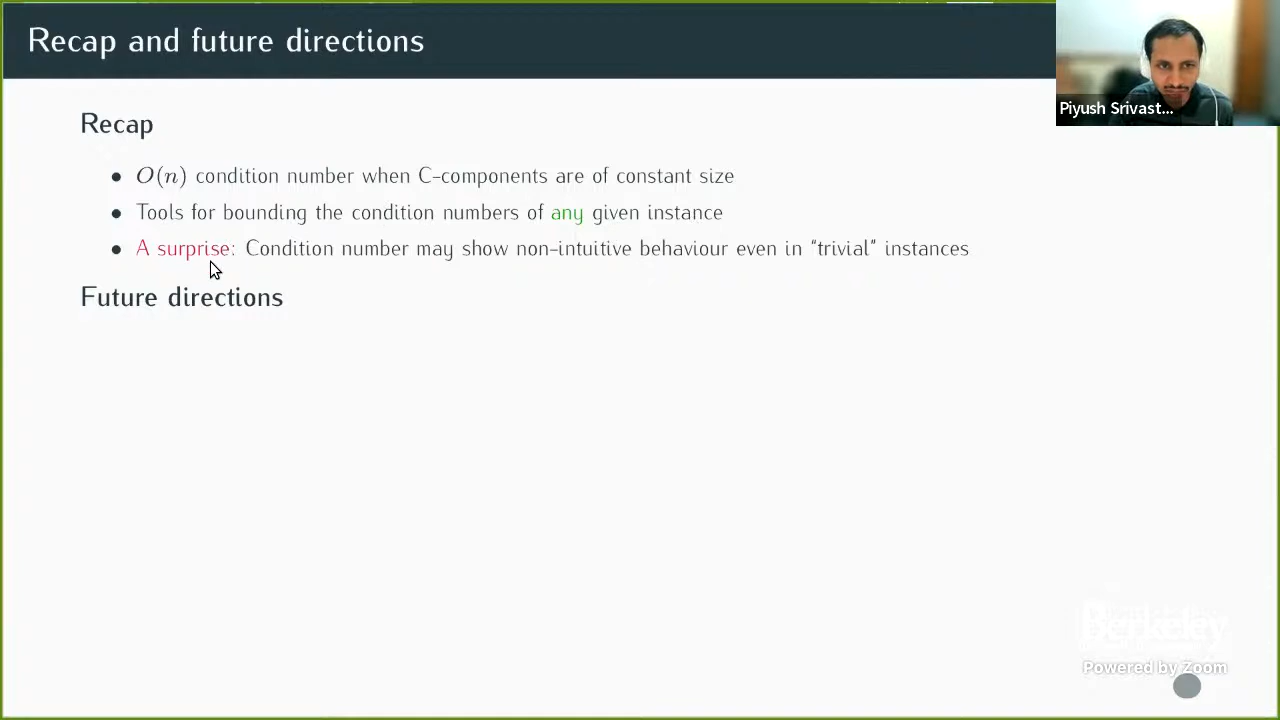 Recap and future directions
Piyush Srivast...
Recap
• O(n) condition number when C-components are of constant size
• Tools for bounding the condition numbers of any given instance
• A surprise: Condition number may show non-intuitive behaviour even in “trivial” instances
Future directions
Berkeley
Powered by Zoom